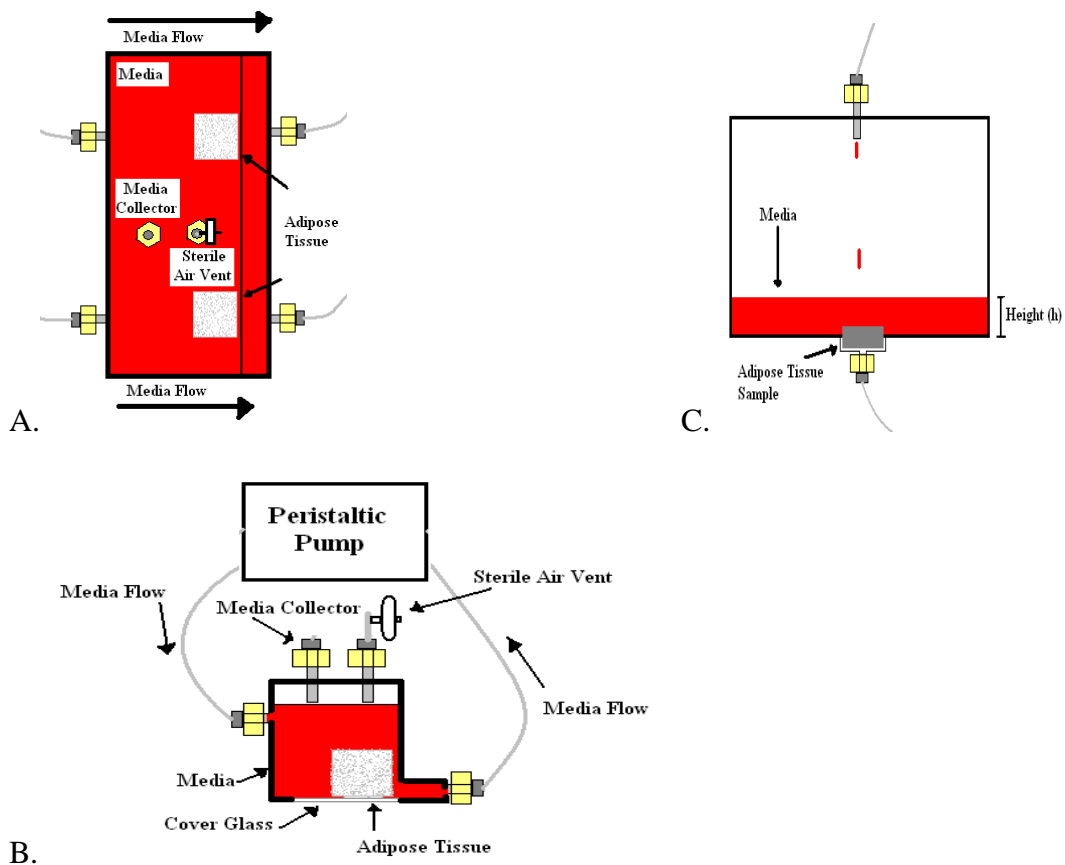 Media Flow
Media
Media
Collector
Adipose
Tissue
Sterile
Air Vent
Media Flow
A.
Media
Height (h)
Adipose Tissue
Sample
C.
Peristaltic
Pump
Sterile Air Vent
Media Flow
Media Collector
Media Flow
Media
Cover Glass
Adipose Tissue
B.